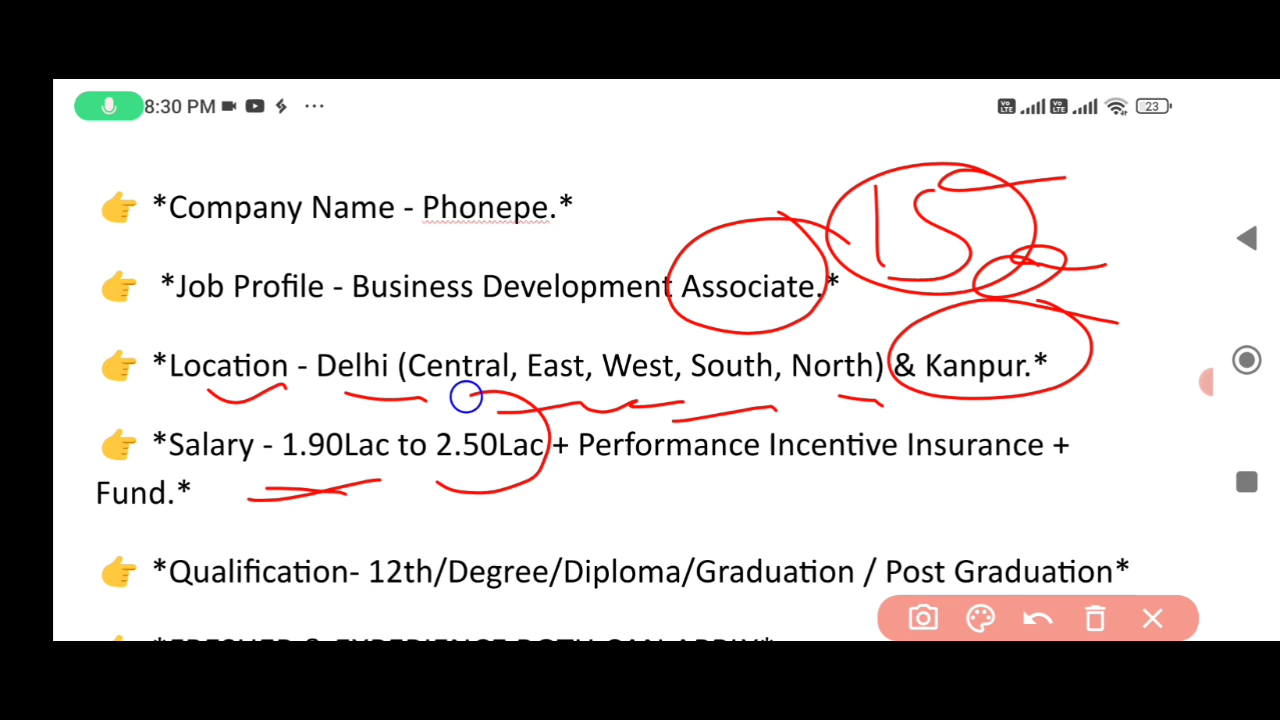 8:30 PM
23
👉 *Company Name - Phonepe.*
15
👉 *Job Profile - Business Development Associate.*
👉 *Location - Delhi (Central, East, West, South, North) & Kanpur.*
👉 *Salary - 1.90Lac to 2.50Lac + Performance Incentive Insurance +
Fund.*
👉 *Qualification- 12th/Degree/Diploma/Graduation / Post Graduation*